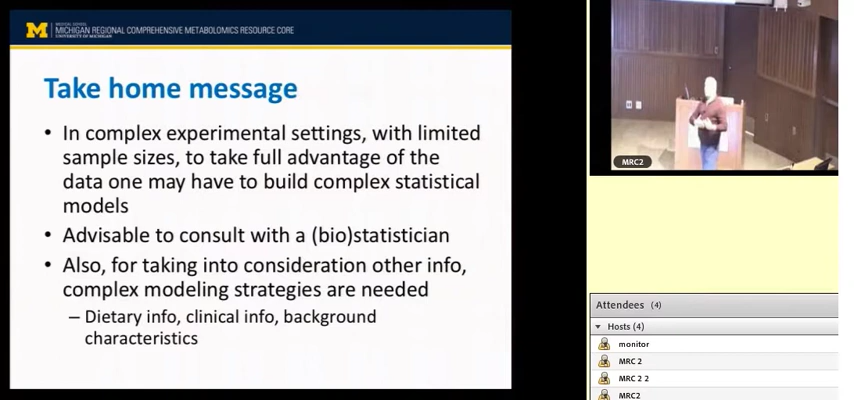 M
MEDICAL SCHOOL
MICHIGAN REGIONAL COMPREHENSIVE METABOLOMICS RESOURCE CORE
UNIVERSITY OF MICHIGAN
Take home message
• In complex experimental settings, with limited
sample sizes, to take full advantage of the
data one may have to build complex statistical
models
• Advisable to consult with a (bio)statistician
• Also, for taking into consideration other info,
complex modeling strategies are needed
– Dietary info, clinical info, background
characteristics
MRC2
Attendees (4)
Hosts (4)
monitor
MRC 2
MRC 2 2
MRC2